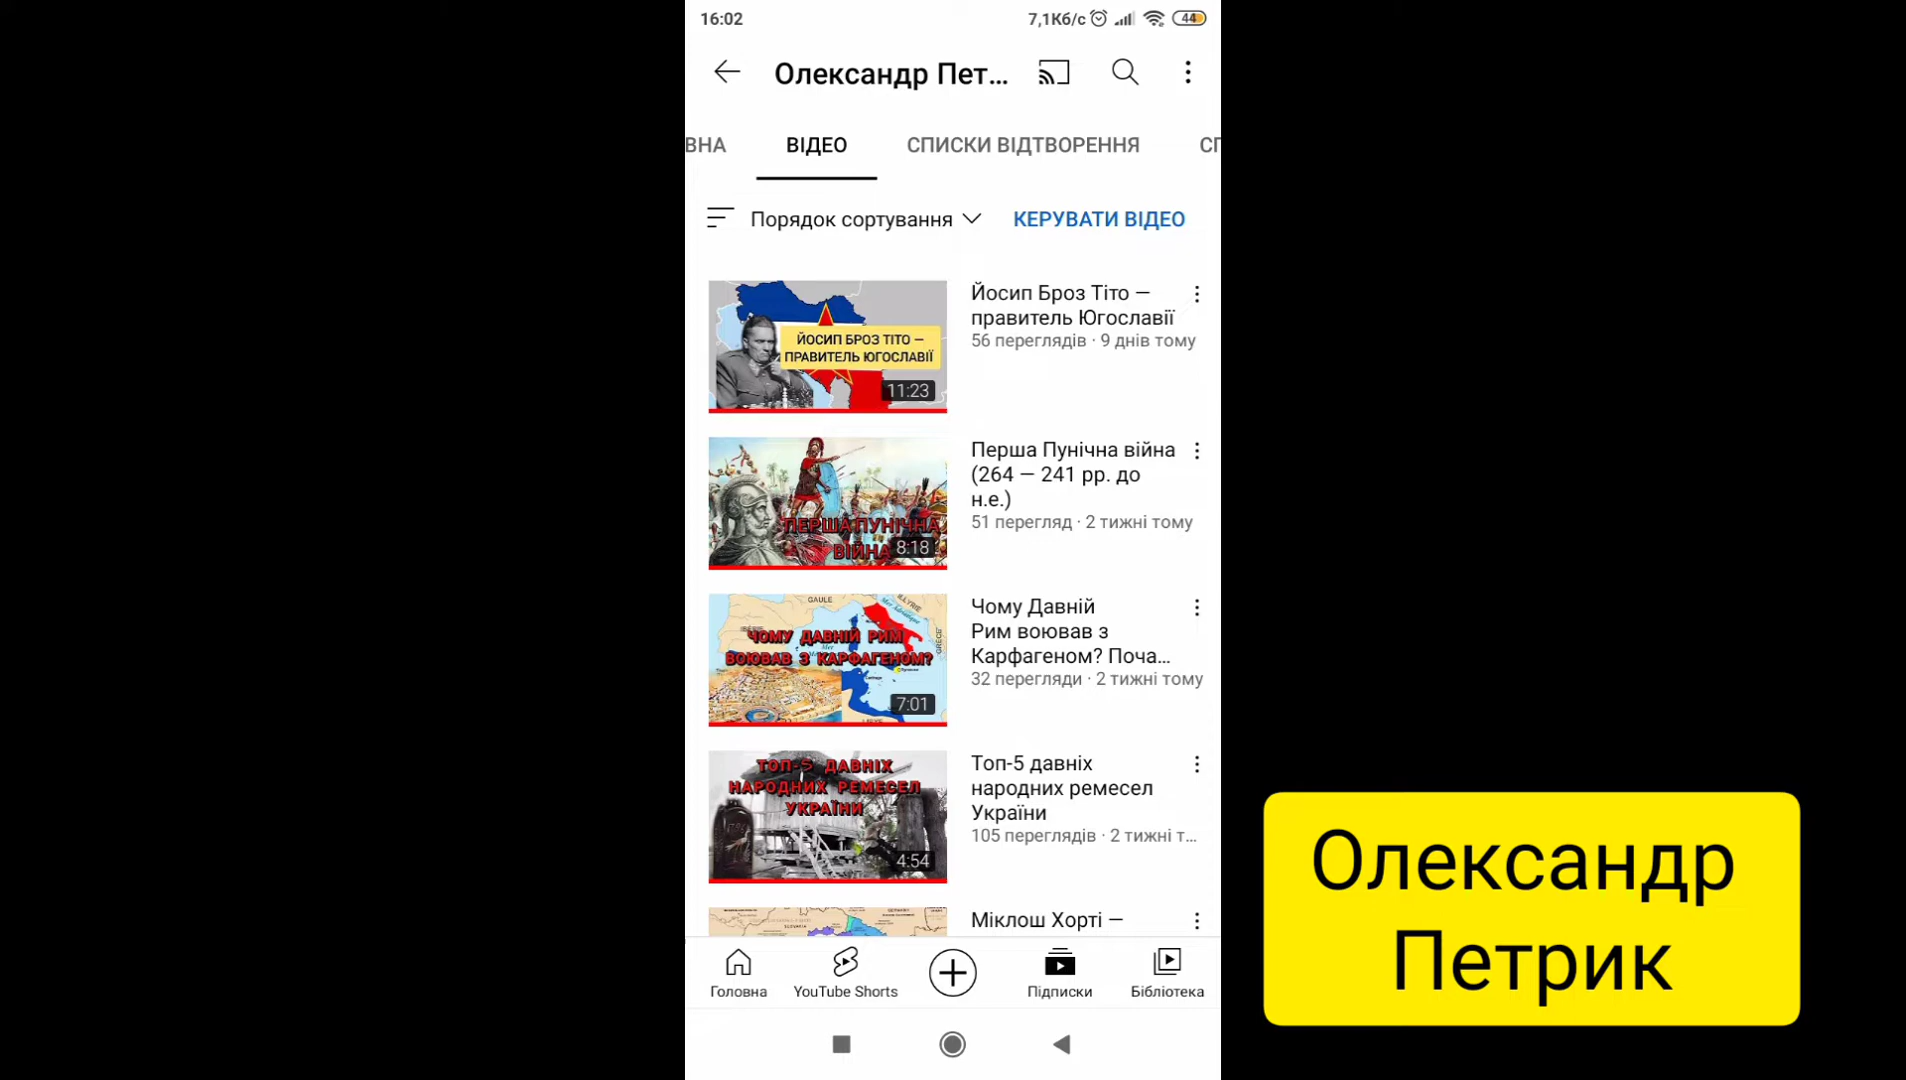 16:02
7,1Кб/с
44
Олександр Пет...
ВНА
ВІДЕО
СПИСКИ ВІДТВОРЕННЯ
СП
Порядок сортування
КЕРУВАТИ ВІДЕО
ЙОСИП БРОЗ ТІТО —
ПРАВИТЕЛЬ ЮГОСЛАВІЇ
11:23
Йосип Броз Тіто —
правитель Югославії
56 переглядів · 9 днів тому
ПЕРША ПУНІЧНА
ВІЙНА
8:18
Перша Пунічна війна
(264 — 241 рр. до
н.е.)
51 перегляд · 2 тижні тому
GAULE
ЧОМУ ДАВНІЙ РИМ
ВОЮВАВ З КАРФАГЕНОМ?
7:01
Чому Давній
Рим воював з
Карфагеном? Поча...
32 перегляди · 2 тижні тому
ТОП-5 ДАВНІХ
НАРОДНИХ РЕМЕСЕЛ
УКРАЇНИ
4:54
Топ-5 давніх
народних ремесел
України
105 переглядів · 2 тижні т...
Міклош Хорті —
Головна
YouTube Shorts
Підписки
Бібліотека
Олександр
Петрик